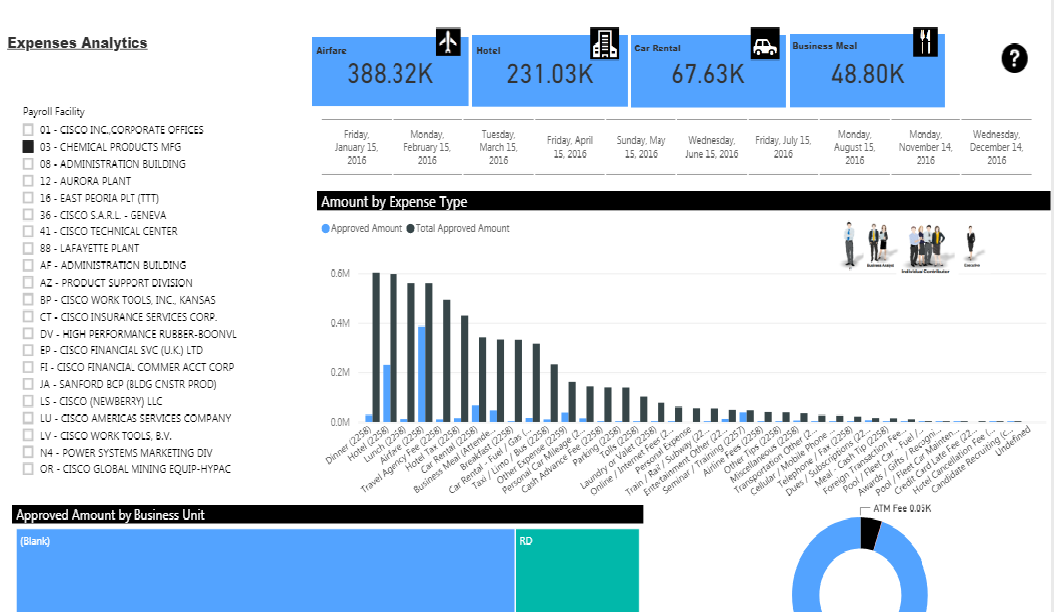 Expenses Analytics
Airfare
388.32K
Hotel
231.03K
Car Rental
67.63K
Business Meal
48.80K
?
Payroll Facility
01 - CISCO INC.,CORPORATE OFFICES
03 - CHEMICAL PRODUCTS MFG
08 - ADMINISTRATION BUILDING
12 - AURORA PLANT
16 - EAST PEORIA PLT (TTT)
36 - CISCO S.A.R.L. - GENEVA
41 - CISCO TECHNICAL CENTER
88 - LAFAYETTE PLANT
AF - ADMINISTRATION BUILDING
AZ - PRODUCT SUPPORT DIVISION
BP - CISCO WORK TOOLS, INC., KANSAS
CT - CISCO INSURANCE SERVICES CORP.
DV - HIGH PERFORMANCE RUBBER-BOONVL
EP - CISCO FINANCIAL SVC (U.K.) LTD
FI - CISCO FINANCIAL COMMER ACCT CORP
JA - SANFORD BCP (BLDG CNSTR PROD)
LS - CISCO (NEWBERRY) LLC
LU - CISCO AMERICAS SERVICES COMPANY
LV - CISCO WORK TOOLS, B.V.
N4 - POWER SYSTEMS MARKETING DIV
OR - CISCO GLOBAL MINING EQUIP-HYPAC
Friday,
January 15,
2016
Monday,
February 15,
2016
Tuesday,
March 15,
2016
Friday, April
15, 2016
Sunday, May
15, 2016
Wednesday,
June 15, 2016
Friday, July 15,
2016
Monday,
August 15,
2016
Monday,
November 14,
2016
Wednesday,
December 14,
2016
Amount by Expense Type
Approved Amount
Total Approved Amount
Business Analyst
Individual Contributor
Executive
0.6M
0.4M
0.2M
0.0M
Dinner (2258)
Hotel (2258)
Lunch (2258)
Airfare (2258)
Travel Agency Fee (2258)
Hotel Tax (2258)
Car Rental (2258)
Business Meal (Attende...
Breakfast (2258)
Car Rental - Fuel / Gas (...
Taxi / Limo / Bus (2258)
Other Expense (2259)
Personal Car Mileage (2...
Cash Advance Fee (2258)
Parking (2258)
Tolls (2258)
Laundry or Valet (2258)
Online / Internet Fee (2...
Personal Expense
Train / Rail / Subway (22...
Entertainment Other (22...
Seminar / Training (2257)
Airline Fees (2258)
Other Tips (2258)
Miscellaneous (2258)
Transportation Other (2...
Cellular / Mobile Phone...
Telephone / Fax (2258)
Dues / Subscriptions (2...
Meal - Cash Tip (2258)
Foreign Transaction Fee...
Pool / Fleet Car - Fuel / ...
Awards / Gifts / Recogni...
Pool / Fleet Car - Mainten...
Credit Card Late Fee (22...
Hotel Cancellation Fee (...
Candidate Recruiting (c...
Undefined
Approved Amount by Business Unit
(Blank)
RD
ATM Fee 0.05K